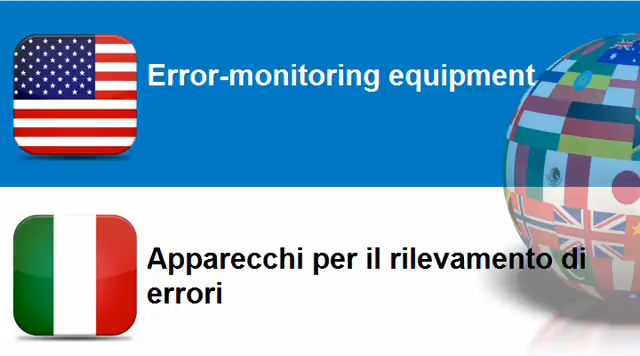 Error-monitoring equipment
Apparecchi per il rilevamento di
errori